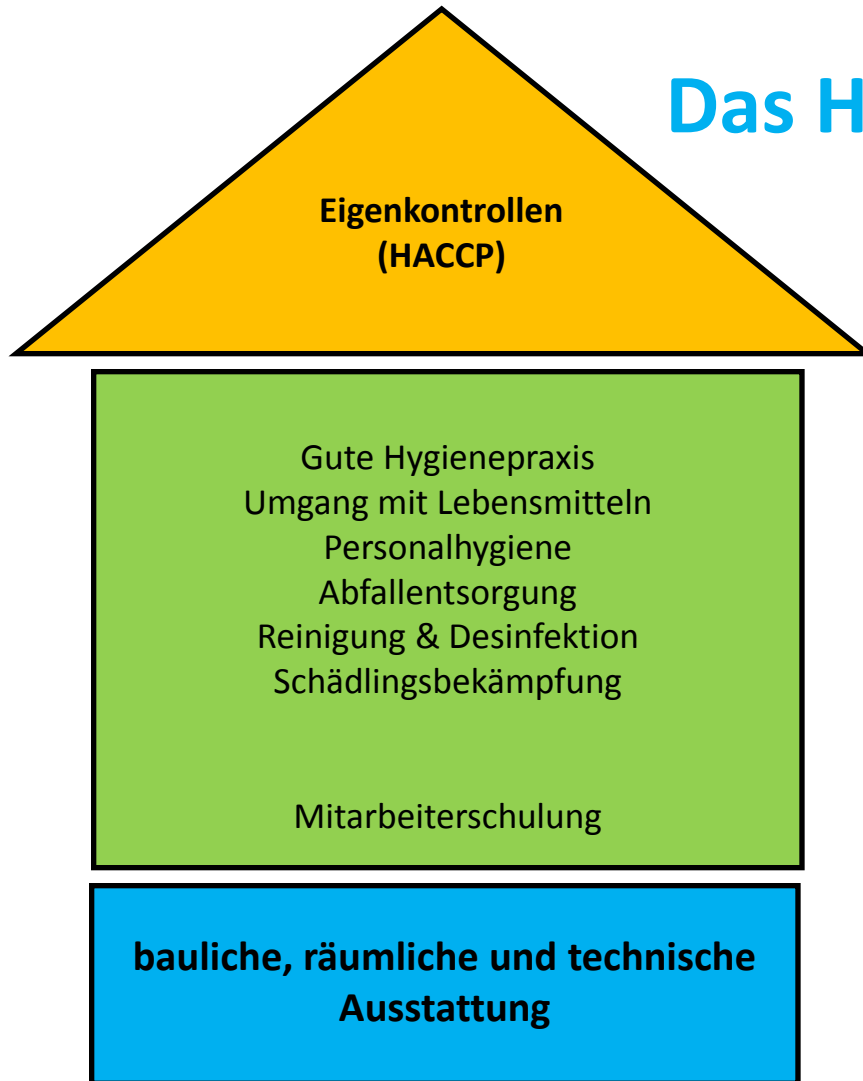 Das H
Eigenkontrollen
(HACCP)
Gute Hygienepraxis
Umgang mit Lebensmitteln
Personalhygiene
Abfallentsorgung
Reinigung & Desinfektion
Schädlingsbekämpfung
Mitarbeiterschulung
bauliche, räumliche und technische
Ausstattung